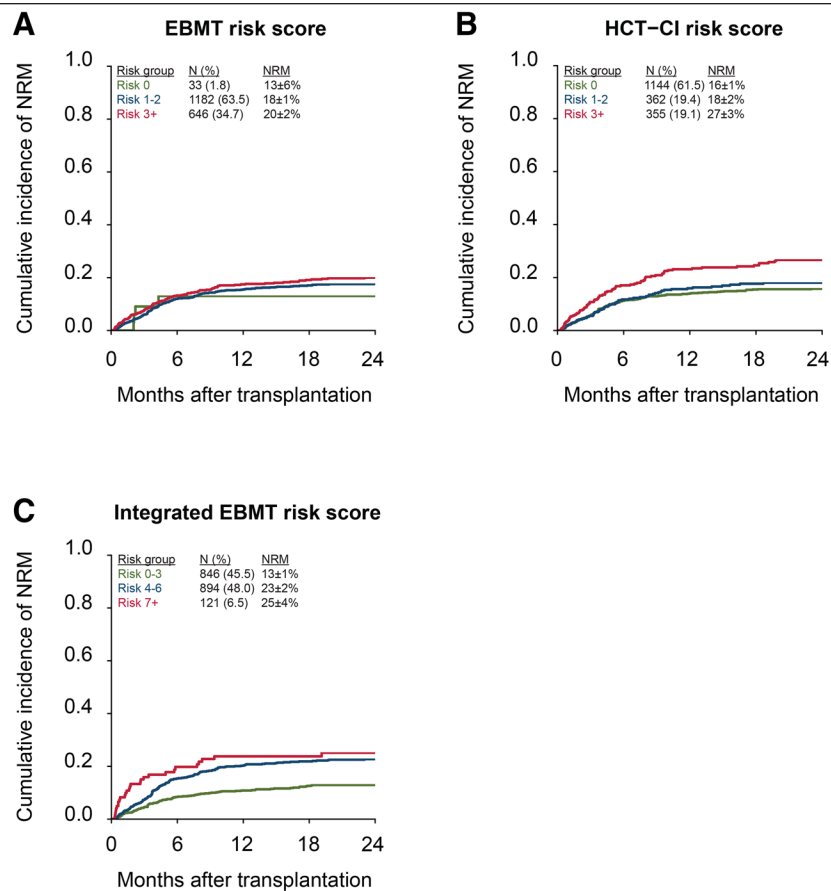 A
EBMT risk score
Cumulative incidence of NRM
1.0
0.8
0.6
0.4
0.2
0.0
Risk group N (%) NRM
Risk 0 33 (1.8) 13±6%
Risk 1-2 1182 (63.5) 18±1%
Risk 3+ 646 (34.7) 20±2%
0 6 12 18 24
Months after transplantation
B
HCT−CI risk score
Cumulative incidence of NRM
1.0
0.8
0.6
0.4
0.2
0.0
Risk group N (%) NRM
Risk 0 1144 (61.5) 16±1%
Risk 1-2 362 (19.4) 18±2%
Risk 3+ 355 (19.1) 27±3%
0 6 12 18 24
Months after transplantation
C
Integrated EBMT risk score
Cumulative incidence of NRM
1.0
0.8
0.6
0.4
0.2
0.0
Risk group N (%) NRM
Risk 0-3 846 (45.5) 13±1%
Risk 4-6 894 (48.0) 23±2%
Risk 7+ 121 (6.5) 25±4%
0 6 12 18 24
Months after transplantation